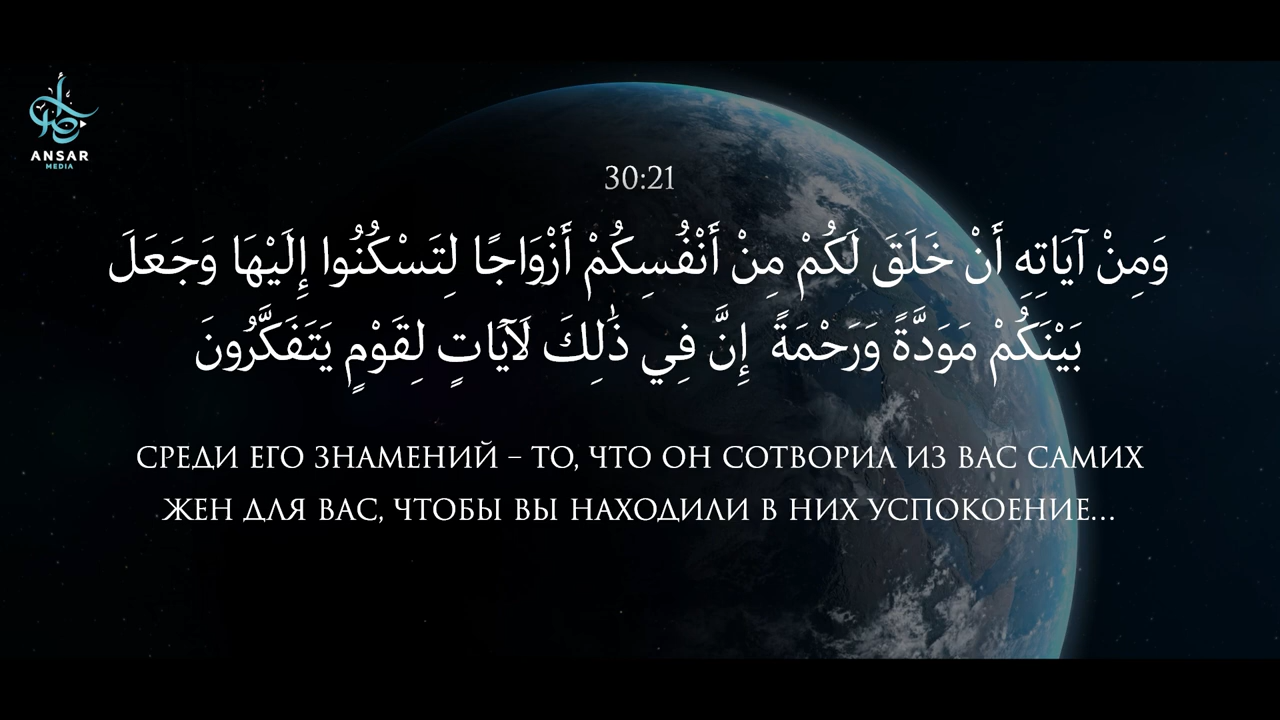 ANSAR
MEDIA
30:21
وَمِنْ آيَاتِهِ أَنْ خَلَقَ لَكُمْ مِنْ أَنْفُسِكُمْ أَزْوَاجًا لِتَسْكُنُوا إِلَيْهَا وَجَعَلَ
بَيْنَكُمْ مَوَدَّةً وَرَحْمَةً إِنَّ فِي ذَٰلِكَ لَآيَاتٍ لِقَوْمٍ يَتَفَكَّرُونَ
СРЕДИ ЕГО ЗНАМЕНИЙ – ТО, ЧТО ОН СОТВОРИЛ ИЗ ВАС САМИХ
ЖЕН ДЛЯ ВАС, ЧТОБЫ ВЫ НАХОДИЛИ В НИХ УСПОКОЕНИЕ...